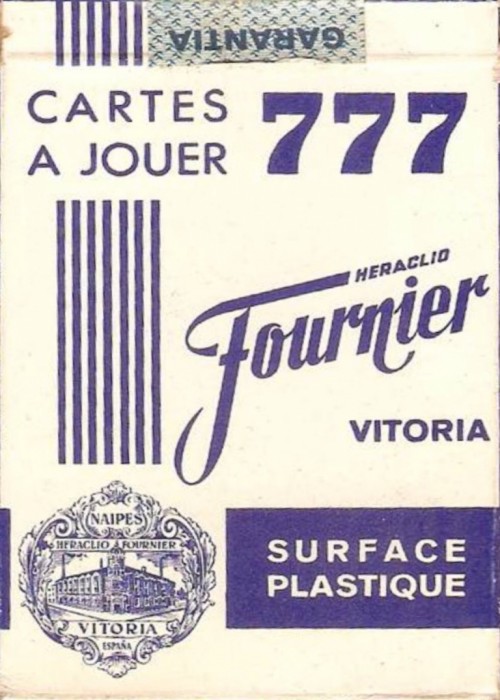 GARANTIA
CARTES 777
A JOUER
HERACLIO
Fournier
VITORIA
NAIPES
HERACLIO A FOURNIER
VITORIA
ESPAÑA
SURFACE
PLASTIQUE